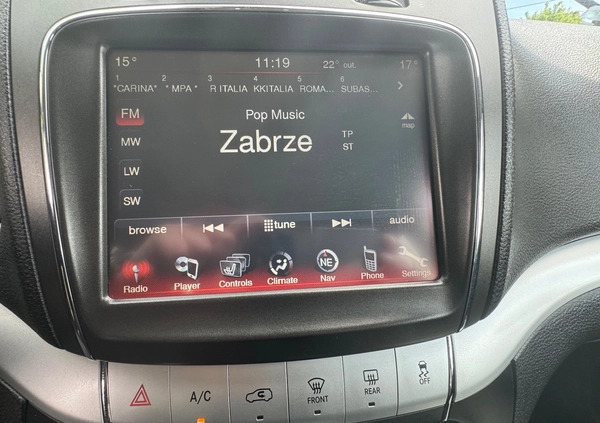 15° 11:19 22° out. 17°
1 2 3 4 5 6
"CARINA" " MPA " R ITALIA KKITALIA ROMA... SUBAS...
FM Pop Music
map
MW Zabrze TP
ST
LW
SW
browse tune audio
Radio Player Controls Climate NE Nav Phone Settings
A/C FRONT REAR OFF